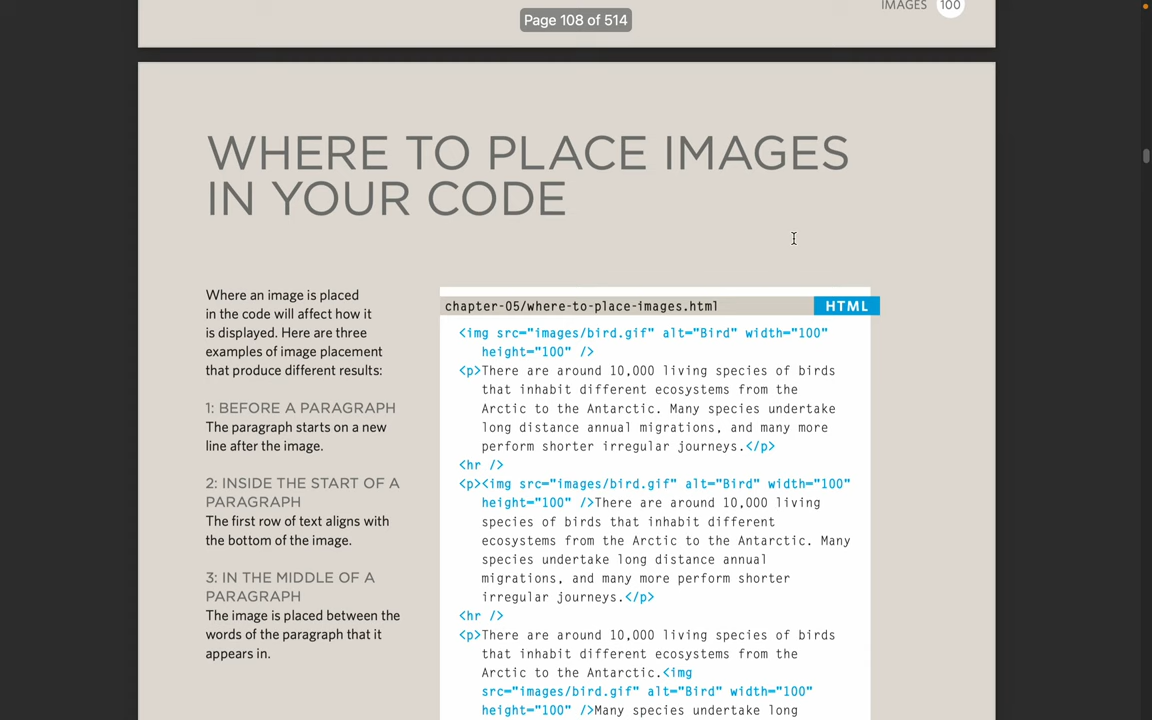 IMAGES 100
Page 108 of 514
WHERE TO PLACE IMAGES
IN YOUR CODE
Where an image is placed
in the code will affect how it
is displayed. Here are three
examples of image placement
that produce different results:
1: BEFORE A PARAGRAPH
The paragraph starts on a new
line after the image.
2: INSIDE THE START OF A
PARAGRAPH
The first row of text aligns with
the bottom of the image.
3: IN THE MIDDLE OF A
PARAGRAPH
The image is placed between the
words of the paragraph that it
appears in.
chapter-05/where-to-place-images.html HTML
<img src="images/bird.gif" alt="Bird" width="100"
height="100" />
<p>There are around 10,000 living species of birds
that inhabit different ecosystems from the
Arctic to the Antarctic. Many species undertake
long distance annual migrations, and many more
perform shorter irregular journeys.</p>
<hr />
<p><img src="images/bird.gif" alt="Bird" width="100"
height="100" />There are around 10,000 living
species of birds that inhabit different
ecosystems from the Arctic to the Antarctic. Many
species undertake long distance annual
migrations, and many more perform shorter
irregular journeys.</p>
<hr />
<p>There are around 10,000 living species of birds
that inhabit different ecosystems from the
Arctic to the Antarctic.<img
src="images/bird.gif" alt="Bird" width="100"
height="100" />Many species undertake long